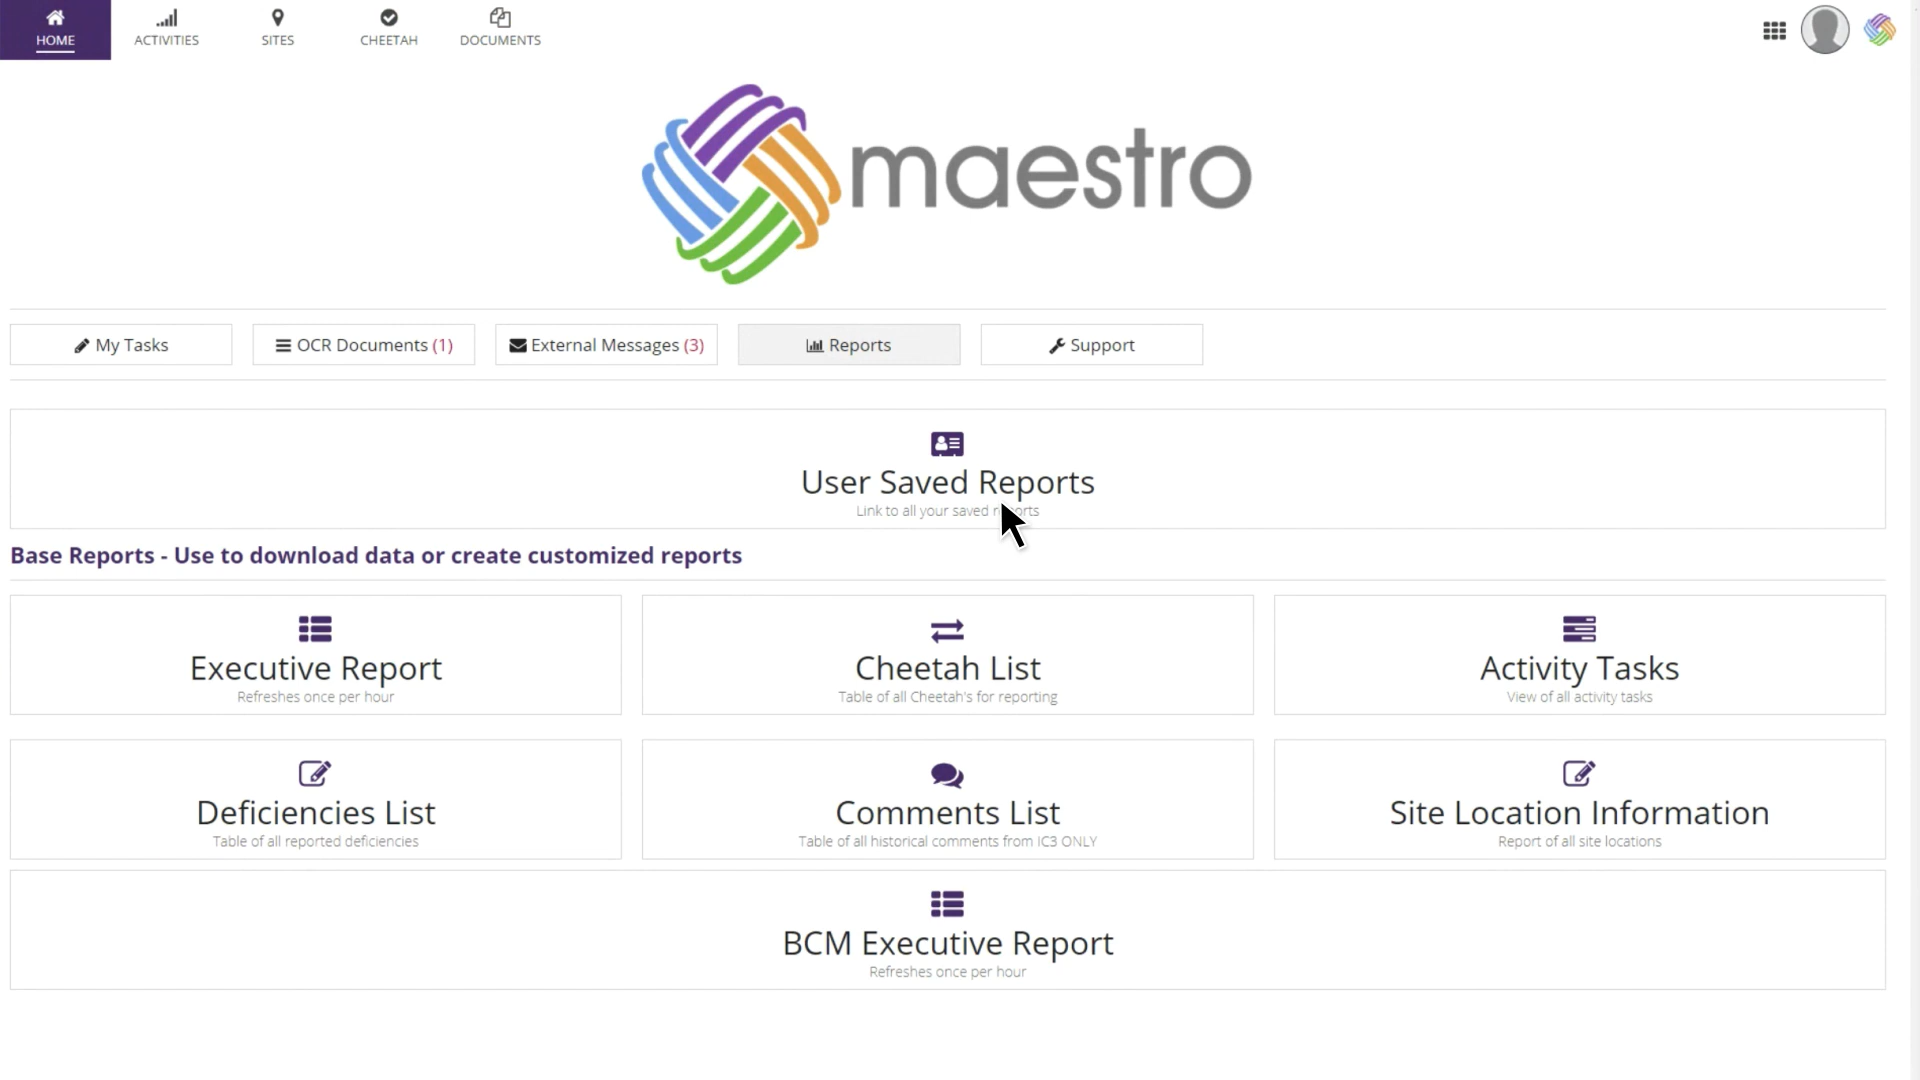 HOME
ACTIVITIES
SITES
CHEETAH
DOCUMENTS
maestro
My Tasks
OCR Documents (1)
External Messages (3)
Reports
Support
User Saved Reports
Link to all your saved reports
Base Reports - Use to download data or create customized reports
Executive Report
Refreshes once per hour
Cheetah List
Table of all Cheetah's for reporting
Activity Tasks
View of all activity tasks
Deficiencies List
Table of all reported deficiencies
Comments List
Table of all historical comments from IC3 ONLY
Site Location Information
Report of all site locations
BCM Executive Report
Refreshes once per hour